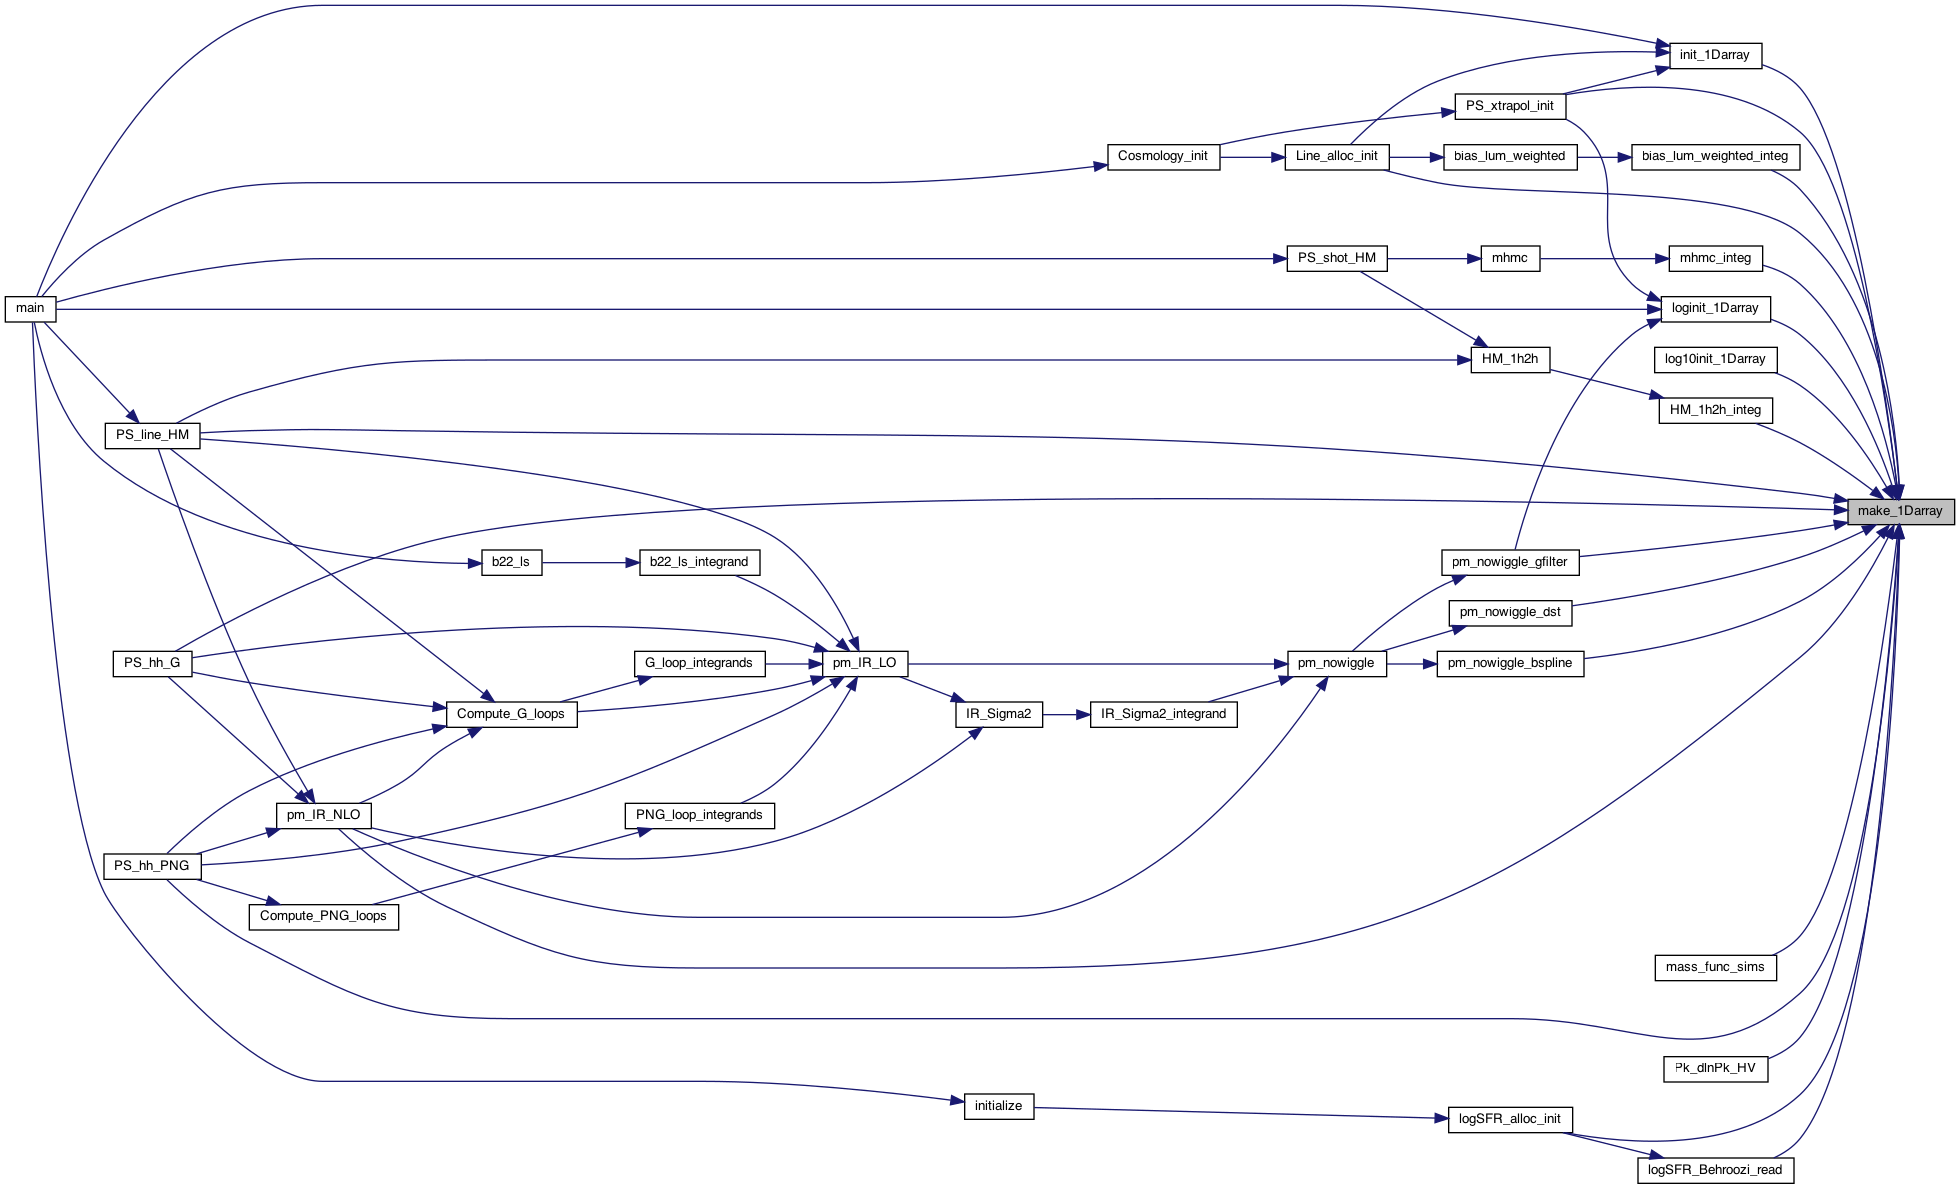 init_1Darray
PS_xtrapol_init
Cosmology_init
Line_alloc_init
bias_lum_weighted
bias_lum_weighted_integ
PS_shot_HM
mhmc
mhmc_integ
main
loginit_1Darray
HM_1h2h
log10init_1Darray
HM_1h2h_integ
PS_line_HM
make_1Darray
b22_ls
b22_ls_integrand
pm_nowiggle_gfilter
pm_nowiggle_dst
PS_hh_G
G_loop_integrands
pm_IR_LO
pm_nowiggle
pm_nowiggle_bspline
Compute_G_loops
IR_Sigma2
IR_Sigma2_integrand
pm_IR_NLO
PNG_loop_integrands
PS_hh_PNG
Compute_PNG_loops
mass_func_sims
Pk_dlnPk_HV
initialize
logSFR_alloc_init
logSFR_Behroozi_read